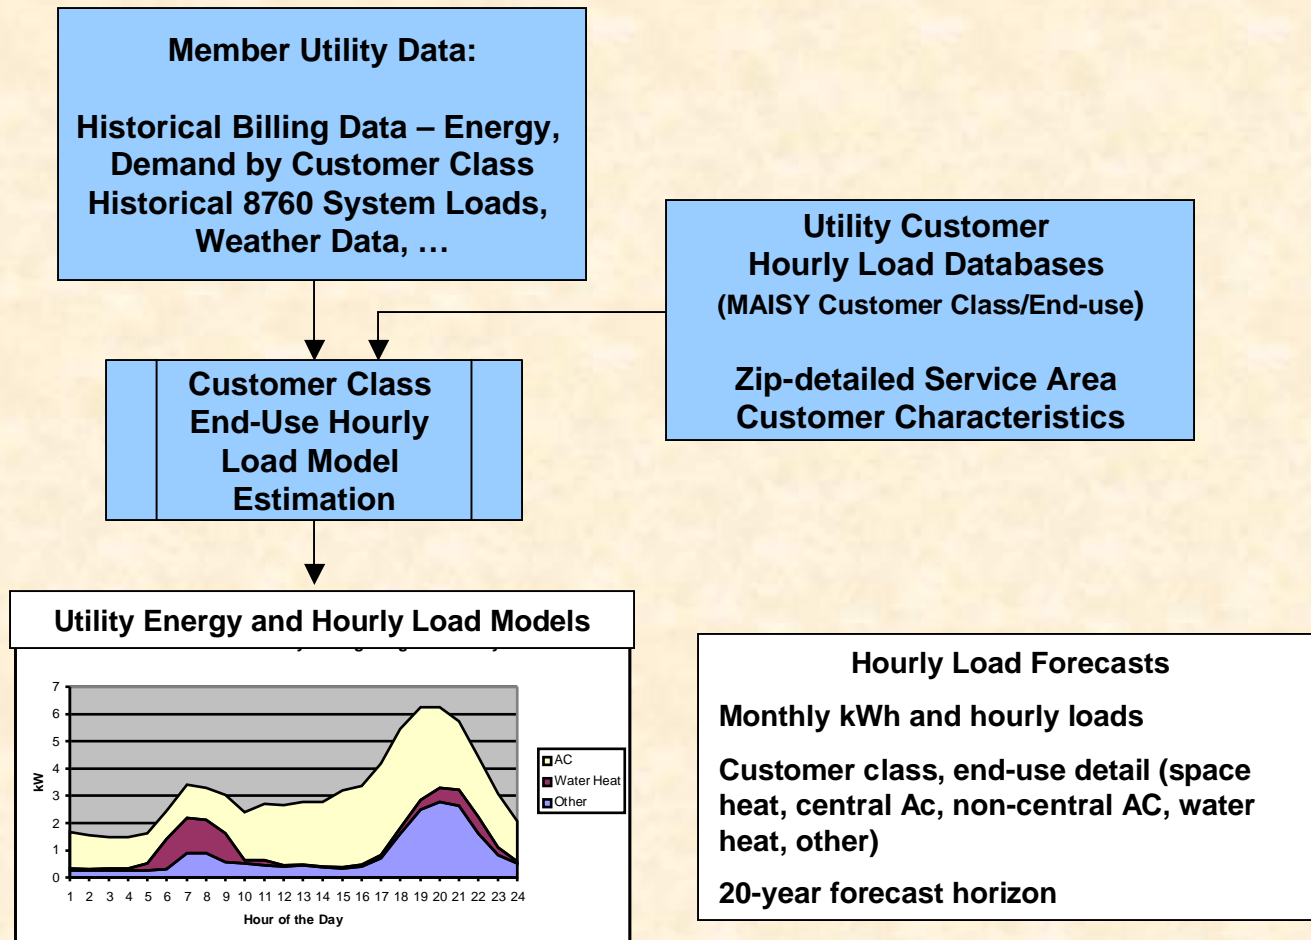 Member Utility Data:
Historical Billing Data – Energy,
Demand by Customer Class
Historical 8760 System Loads,
Weather Data, …
Utility Customer
Hourly Load Databases
(MAISY Customer Class/End-use)
Zip-detailed Service Area
Customer Characteristics
Customer Class
End-Use Hourly
Load Model
Estimation
Utility Energy and Hourly Load Models
7
6
5
4
3
2
1
0
kW
1 2 3 4 5 6 7 8 9 10 11 12 13 14 15 16 17 18 19 20 21 22 23 24
Hour of the Day
AC
Water Heat
Other
Hourly Load Forecasts
Monthly kWh and hourly loads
Customer class, end-use detail (space
heat, central Ac, non-central AC, water
heat, other)
20-year forecast horizon